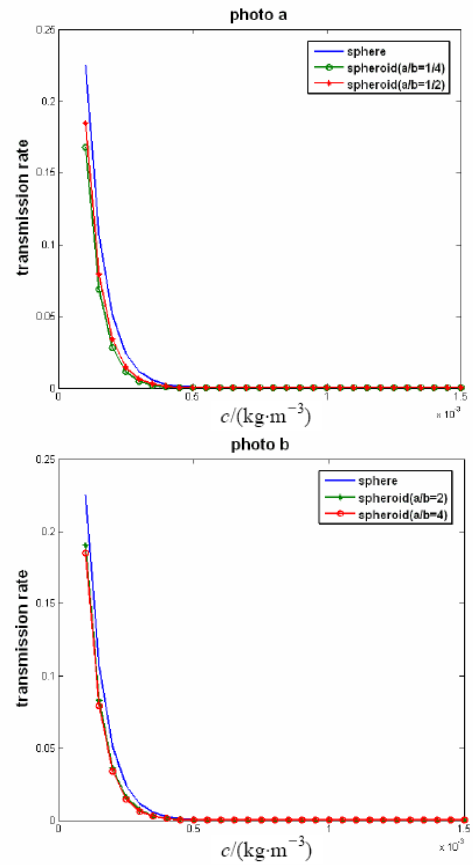 photo a
0.25
0.2
0.15
0.1
0.05
0
transmission rate
sphere
spheroid(a/b=1/4)
spheroid(a/b=1/2)
0
0.5
1
1.5
× 10⁻³
c/(kg·m⁻³)
photo b
0.25
0.2
0.15
0.1
0.05
0
transmission rate
sphere
spheroid(a/b=2)
spheroid(a/b=4)
0
0.5
1
1.5
× 10⁻³
c/(kg·m⁻³)